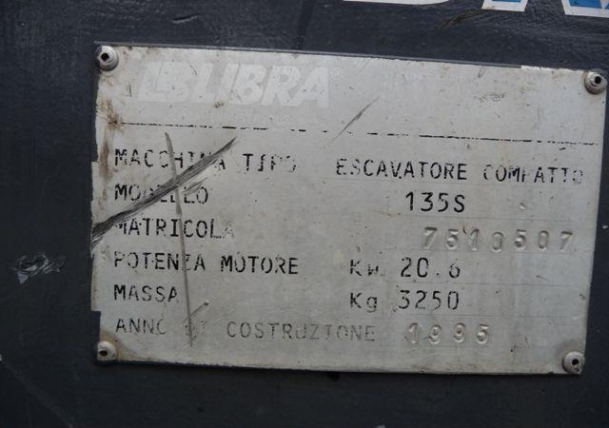 LIBRA
MACCHINA TIPO ESCAVATORE COMPATTO
MODELLO 135S
MATRICOLA 7510507
POTENZA MOTORE KW 20.6
MASSA Kg 3250
ANNO DI COSTRUZIONE 1995